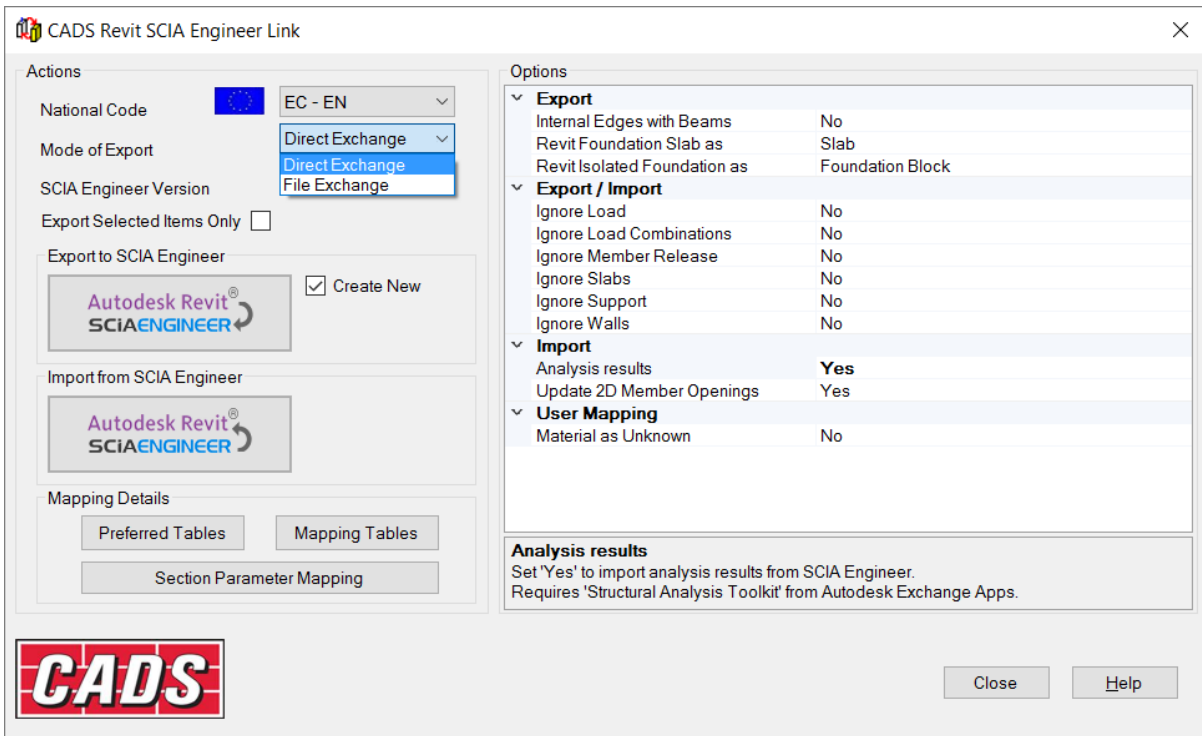 CADS Revit SCIA Engineer Link
Actions
National Code
EC - EN
Mode of Export
Direct Exchange
Direct Exchange
File Exchange
SCIA Engineer Version
Export Selected Items Only
Export to SCIA Engineer
Autodesk Revit®
SCiAENGINEER
Create New
Import from SCIA Engineer
Autodesk Revit®
SCiAENGINEER
Mapping Details
Preferred Tables
Mapping Tables
Section Parameter Mapping
Options
Export
Internal Edges with Beams No
Revit Foundation Slab as Slab
Revit Isolated Foundation as Foundation Block
Export / Import
Ignore Load No
Ignore Load Combinations No
Ignore Member Release No
Ignore Slabs No
Ignore Support No
Ignore Walls No
Import
Analysis results Yes
Update 2D Member Openings Yes
User Mapping
Material as Unknown No
Analysis results
Set 'Yes' to import analysis results from SCIA Engineer.
Requires 'Structural Analysis Toolkit' from Autodesk Exchange Apps.
CADS
Close
Help